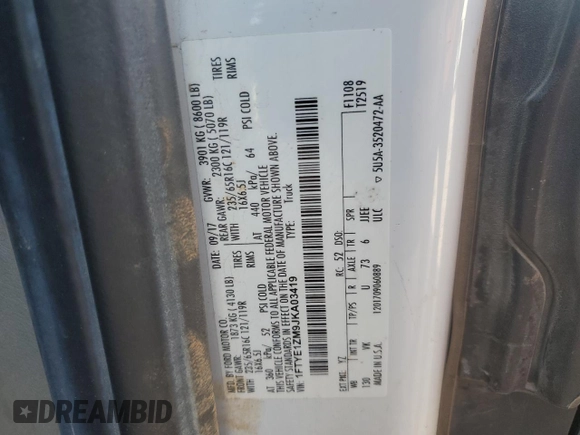 MFD. BY FORD MOTOR CO.
09/17
GVWR: 3901 KG ( 8600 LB)
FRONT GAWR: 1873 KG ( 4130 LB)
REAR GAWR: 2300 KG ( 5070 LB)
235/65R16C 121/119R TIRES
WITH 235/65R16C 121/119R TIRES
16X6.5J RIMS
16X6.5J RIMS
AT 360 kPa/ 52 PSI COLD
AT 440 kPa/ 64 PSI COLD
THIS VEHICLE CONFORMS TO ALL APPLICABLE FEDERAL MOTOR VEHICLE
SAFETY STANDARDS IN EFFECT ON THE DATE OF MANUFACTURE SHOWN ABOVE.
VIN: 1FTYE1ZM9JKA03419
TYPE: Truck
F1108
T2519
EXT PNT: YZ RC: 52 DSO:
WB INT TR TP/PS R AXLE TR SPR
130 VK U 73 6 JJEE
MADE IN U.S.A. 1201709060889 ULC
5U5A-3520472-AA
DREAMBID